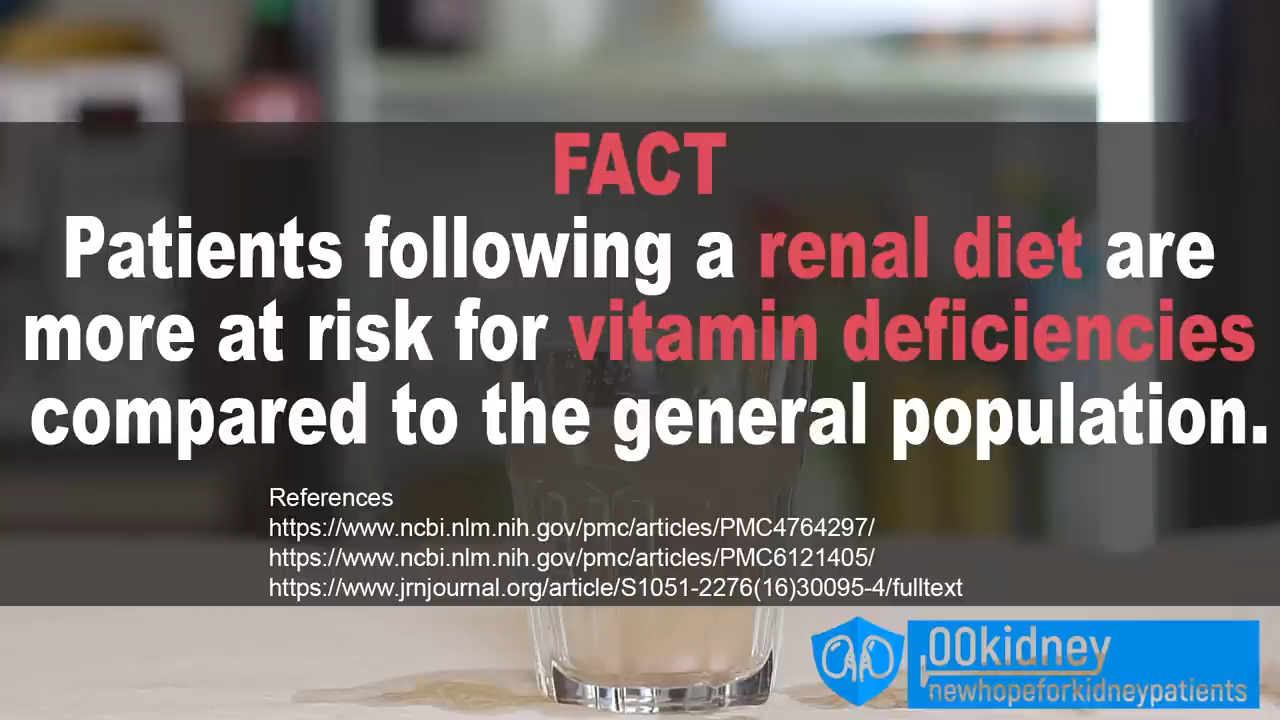 FACT
Patients following a renal diet are
more at risk for vitamin deficiencies
compared to the general population.
References
https://www.ncbi.nlm.nih.gov/pmc/articles/PMC4764297/
https://www.ncbi.nlm.nih.gov/pmc/articles/PMC6121405/
https://www.jrnjournal.org/article/S1051-2276(16)30095-4/fulltext
00kidney
newhopeforkidneypatients